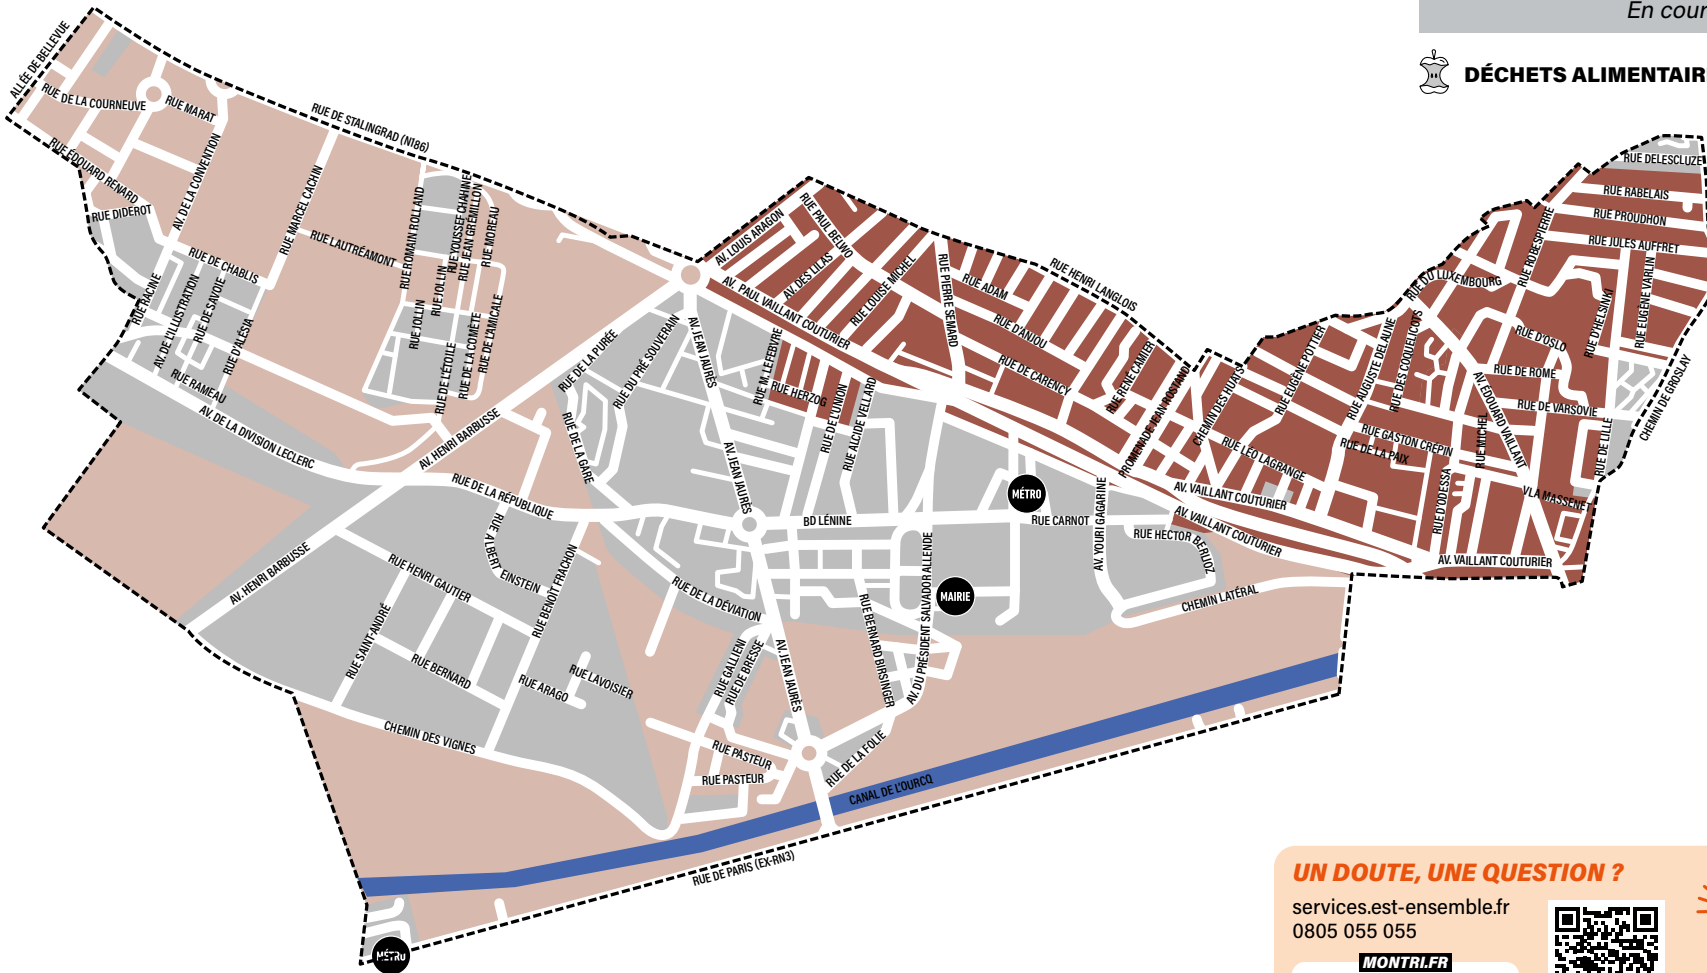 En cour
DÉCHETS ALIMENTAIR
ALLÉE DE BELLEVUE
RUE DE LA COURNEUVE
RUE MARAT
RUE DE STALINGRAD (N186)
RUE ÉDOUARD RENARD
AV. DE LA CONVENTION
RUE MARCEL CACHIN
RUE DIDEROT
RUE DE CHABLIS
RUE LAUTRÉAMONT
RUE ROMAIN ROLLAND
RUE YOUSSEF CHAHINE
RUE JEAN GRÉMILLON
RUE MOREAU
RUE JOLLIN
RUE JOLLIN
RUE RACINE
AV. DE L'ILLUSTRATION
RUE DE SAVOIE
RUE D'ALÉSIA
RUE RAMEAU
RUE DE L'ÉTOILE
RUE DE LA COMÈTE
RUE DE L'AMICALE
AV. DE LA DIVISION LECLERC
AV. HENRI BARBUSSE
RUE DE LA PURÉE
RUE DU PRÉ SOUVERAIN
RUE DE LA GARE
RUE DE LA RÉPUBLIQUE
AV. JEAN JAURÈS
AV. JEAN JAURÈS
RUE M. LEFEBVRE
RUE HERZOG
RUE DE L'UNION
RUE ALCIDE VELLARD
AV. LOUIS ARAGON
RUE PAUL BELWO
AV. DES LILAS
AV. PAUL VAILLANT COUTURIER
RUE LOUISE MICHEL
RUE PIERRE SEMARD
RUE ADAM
RUE HENRI LANGLOIS
RUE D'ANJOU
RUE DE CARENCY
RUE RENÉ CAMIER
PROMENADE JEAN ROSTAND
CHEMIN DES HUATS
RUE EUGÈNE POTTIER
RUE AUGUSTE DELAUNE
RUE DES COQUELICOTS
RUE DU LUXEMBOURG
RUE ROBESPIERRE
RUE DELESCLUZE
RUE RABELAIS
RUE PROUDHON
RUE JULES AUFFRET
RUE EUGÈNE VARLIN
RUE D'HELSINKI
RUE D'OSLO
RUE DE ROME
RUE DE VARSOVIE
CHEMIN DE GROSLAY
RUE DE LILLE
AV. ÉDOUARD VAILLANT
RUE MICHEL
RUE GASTON CRÉPIN
RUE DE LA PAIX
RUE LÉO LAGRANGE
RUE D'ODESSA
VLA MASSENET
AV. VAILLANT COUTURIER
AV. VAILLANT COUTURIER
AV. VAILLANT COUTURIER
MÉTRO
BD LÉNINE
RUE CARNOT
AV. YOURI GAGARINE
RUE HECTOR BERLIOZ
CHEMIN LATÉRAL
MAIRIE
AV. DU PRÉSIDENT SALVADOR ALLENDE
RUE BERNARD BIRSINGER
RUE ALBERT EINSTEIN
RUE BENOÎT FRACHON
RUE HENRI GAUTIER
AV. HENRI BARBUSSE
RUE SAINT-ANDRÉ
RUE BERNARD
RUE ARAGO
RUE LAVOISIER
CHEMIN DES VIGNES
RUE DE LA DÉVIATION
RUE GALLIENI
RUE DE BRESSE
AV. JEAN JAURÈS
RUE PASTEUR
RUE PASTEUR
RUE DE LA FOLIE
CANAL DE L'OURCQ
RUE DE PARIS (EX-RN3)
MÉTRO
UN DOUTE, UNE QUESTION ?
services.est-ensemble.fr
0805 055 055
MONTRI.FR